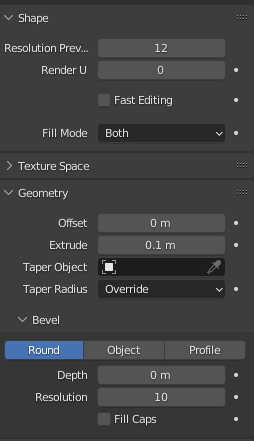 Shape
Resolution Prev... 12
Render U 0
Fast Editing
Fill Mode Both
Texture Space
Geometry
Offset 0 m
Extrude 0.1 m
Taper Object
Taper Radius Override
Bevel
Round Object Profile
Depth 0 m
Resolution 10
Fill Caps